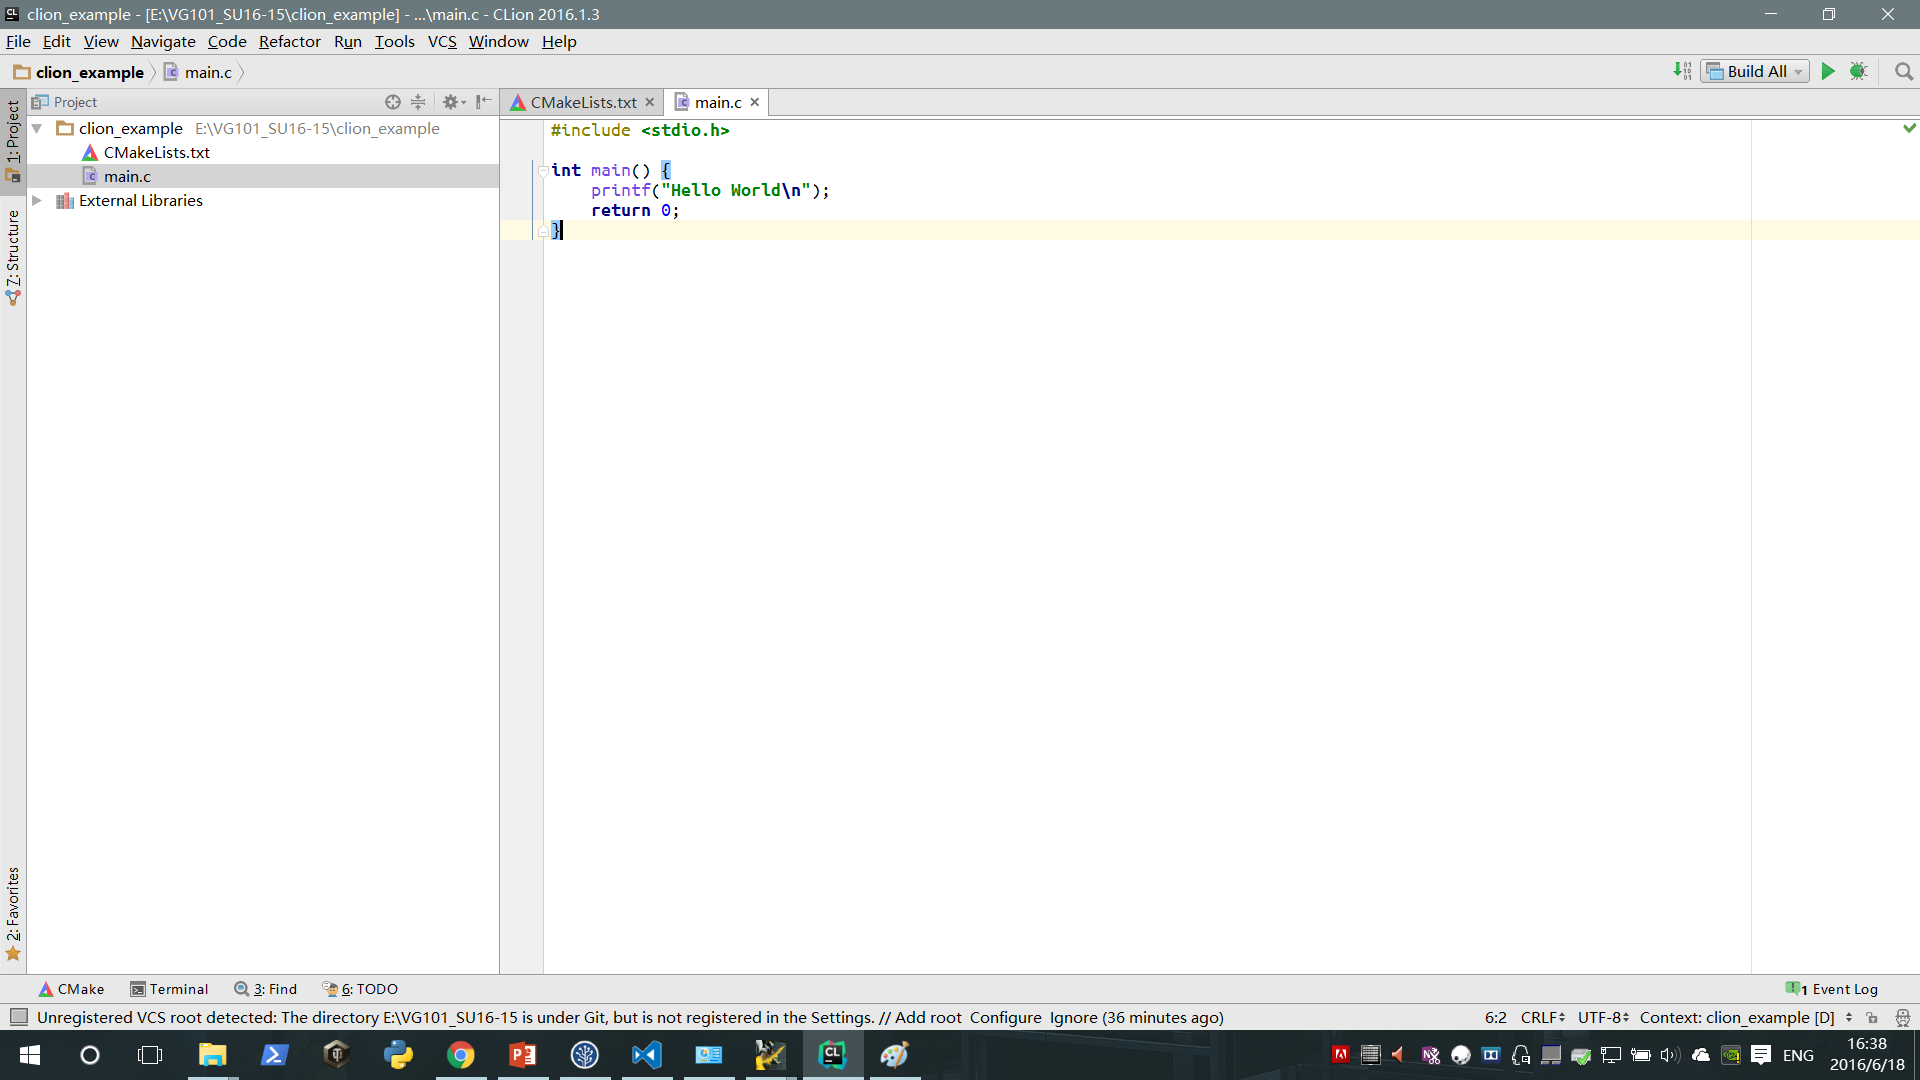 clion_example - [E:\VG101_SU16-15\clion_example] - ...\main.c - CLion 2016.1.3
File Edit View Navigate Code Refactor Run Tools VCS Window Help
clion_example main.c
Build All
Project
CMakeLists.txt main.c
1: Project
7: Structure
2: Favorites
clion_example E:\VG101_SU16-15\clion_example
CMakeLists.txt
main.c
External Libraries
#include <stdio.h>
int main() {
printf("Hello World\n");
return 0;
}
CMake Terminal 3: Find 6: TODO
1 Event Log
Unregistered VCS root detected: The directory E:\VG101_SU16-15 is under Git, but is not registered in the Settings. // Add root Configure Ignore (36 minutes ago)
6:2 CRLF UTF-8 Context: clion_example [D]
ENG
16:38
2016/6/18